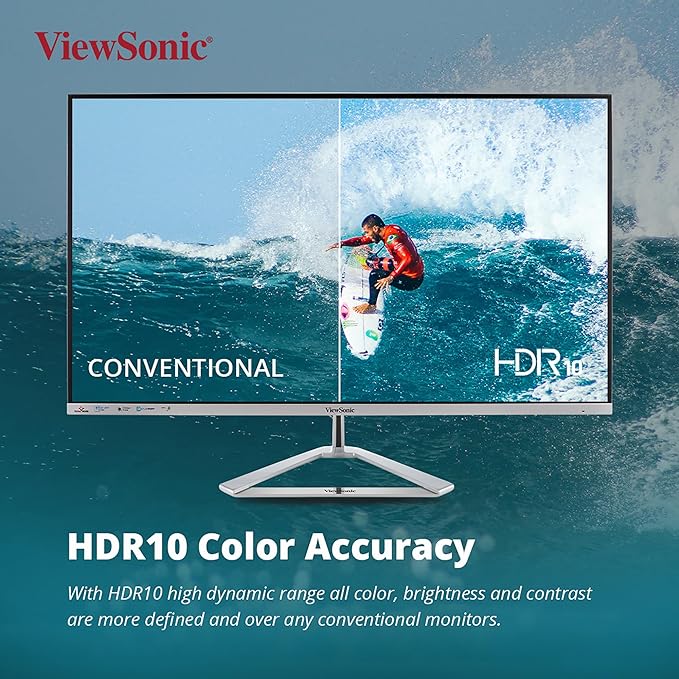 ViewSonic®
CONVENTIONAL
HDR10
ViewSonic
ViewSonic
HDR10 Color Accuracy
With HDR10 high dynamic range all color, brightness and contrast
are more defined and over any conventional monitors.